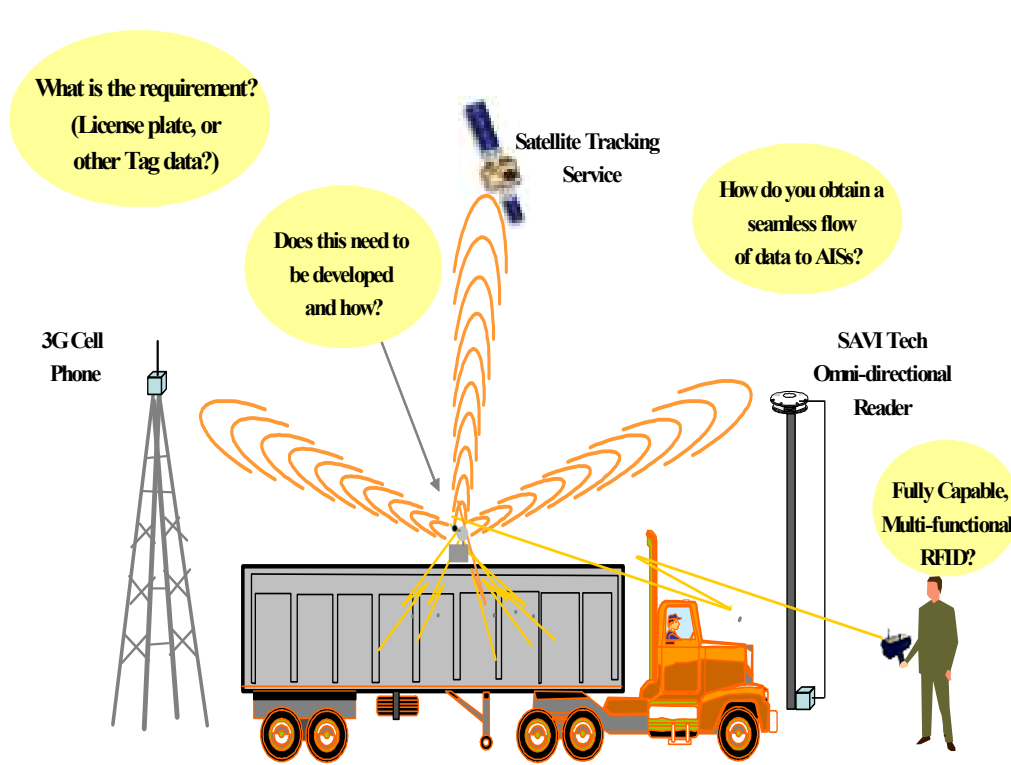 What is the requirement?
(License plate, or
other Tag data?)
Satellite Tracking
Service
How do you obtain a
seamless flow
of data to AISs?
Does this need to
be developed
and how?
3G Cell
Phone
SAVI Tech
Omni-directional
Reader
Fully Capable,
Multi-functional
RFID?